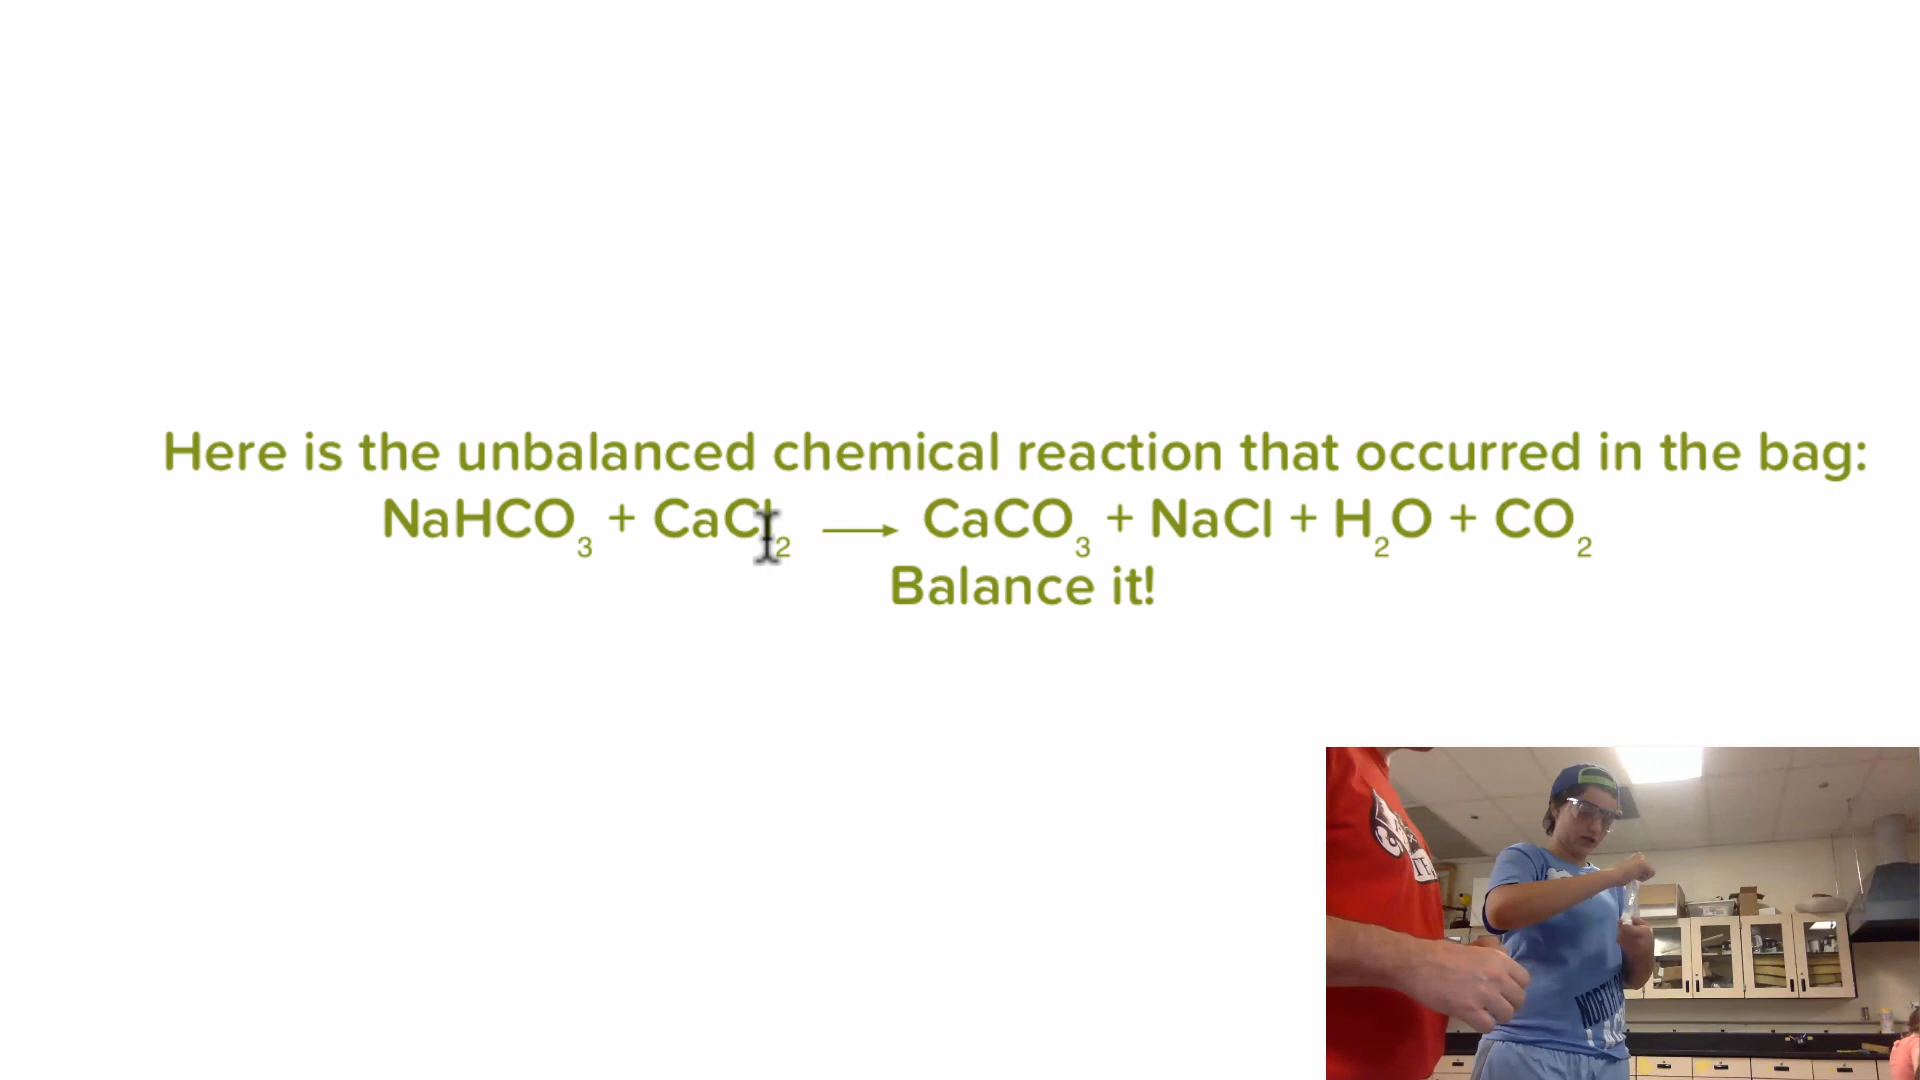 Here is the unbalanced chemical reaction that occurred in the bag:
NaHCO₃ + CaCl₂ → CaCO₃ + NaCl + H₂O + CO₂
Balance it!
NORTH